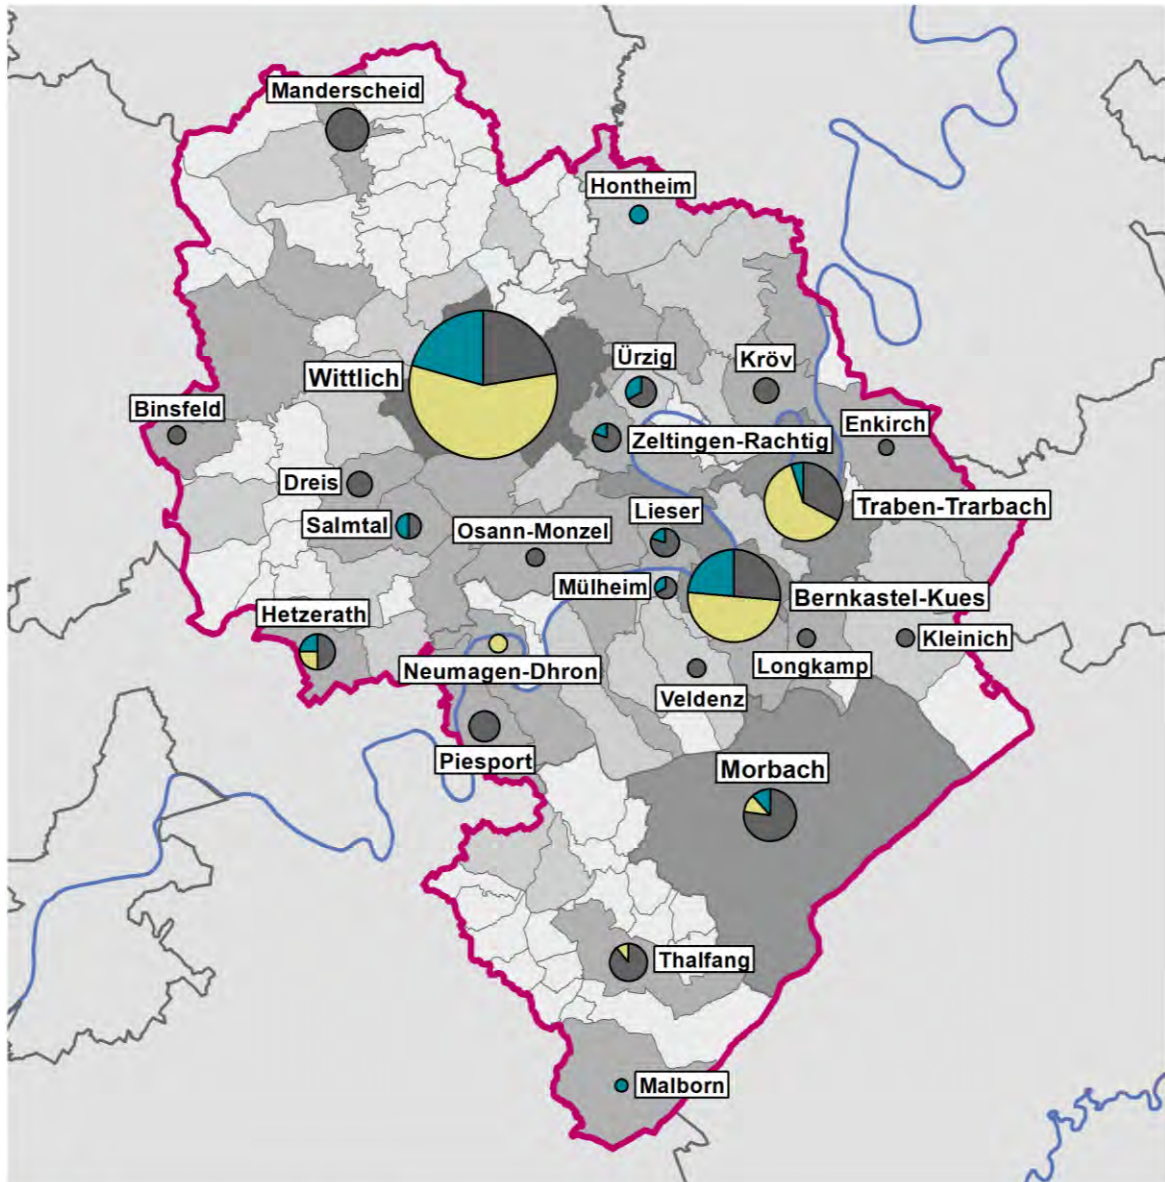 Manderscheid
Hontheim
Wittlich
Ürzig
Kröv
Binsfeld
Zeltingen-Rachtig
Enkirch
Dreis
Traben-Trarbach
Salmtal
Osann-Monzel
Lieser
Mülheim
Bernkastel-Kues
Hetzerath
Neumagen-Dhron
Longkamp
Kleinich
Veldenz
Piesport
Morbach
Thalfang
Malborn